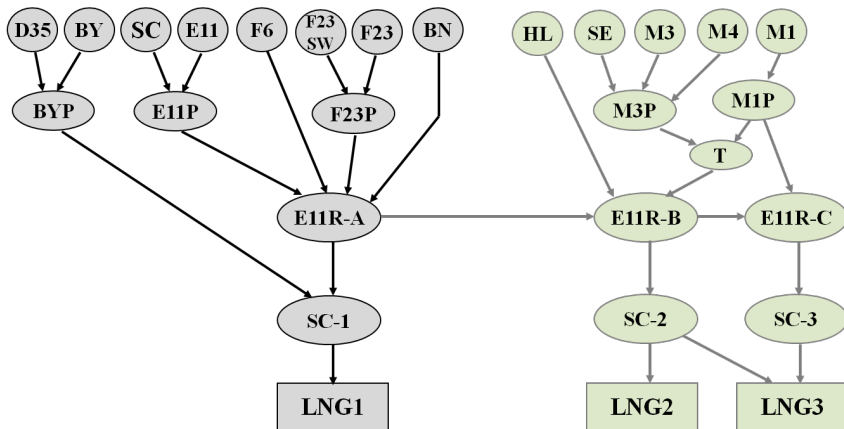 D35
BY
SC
E11
F6
F23
SW
F23
BN
HL
SE
M3
M4
M1
BYP
E11P
F23P
M3P
M1P
T
E11R-A
E11R-B
E11R-C
SC-1
SC-2
SC-3
LNG1
LNG2
LNG3